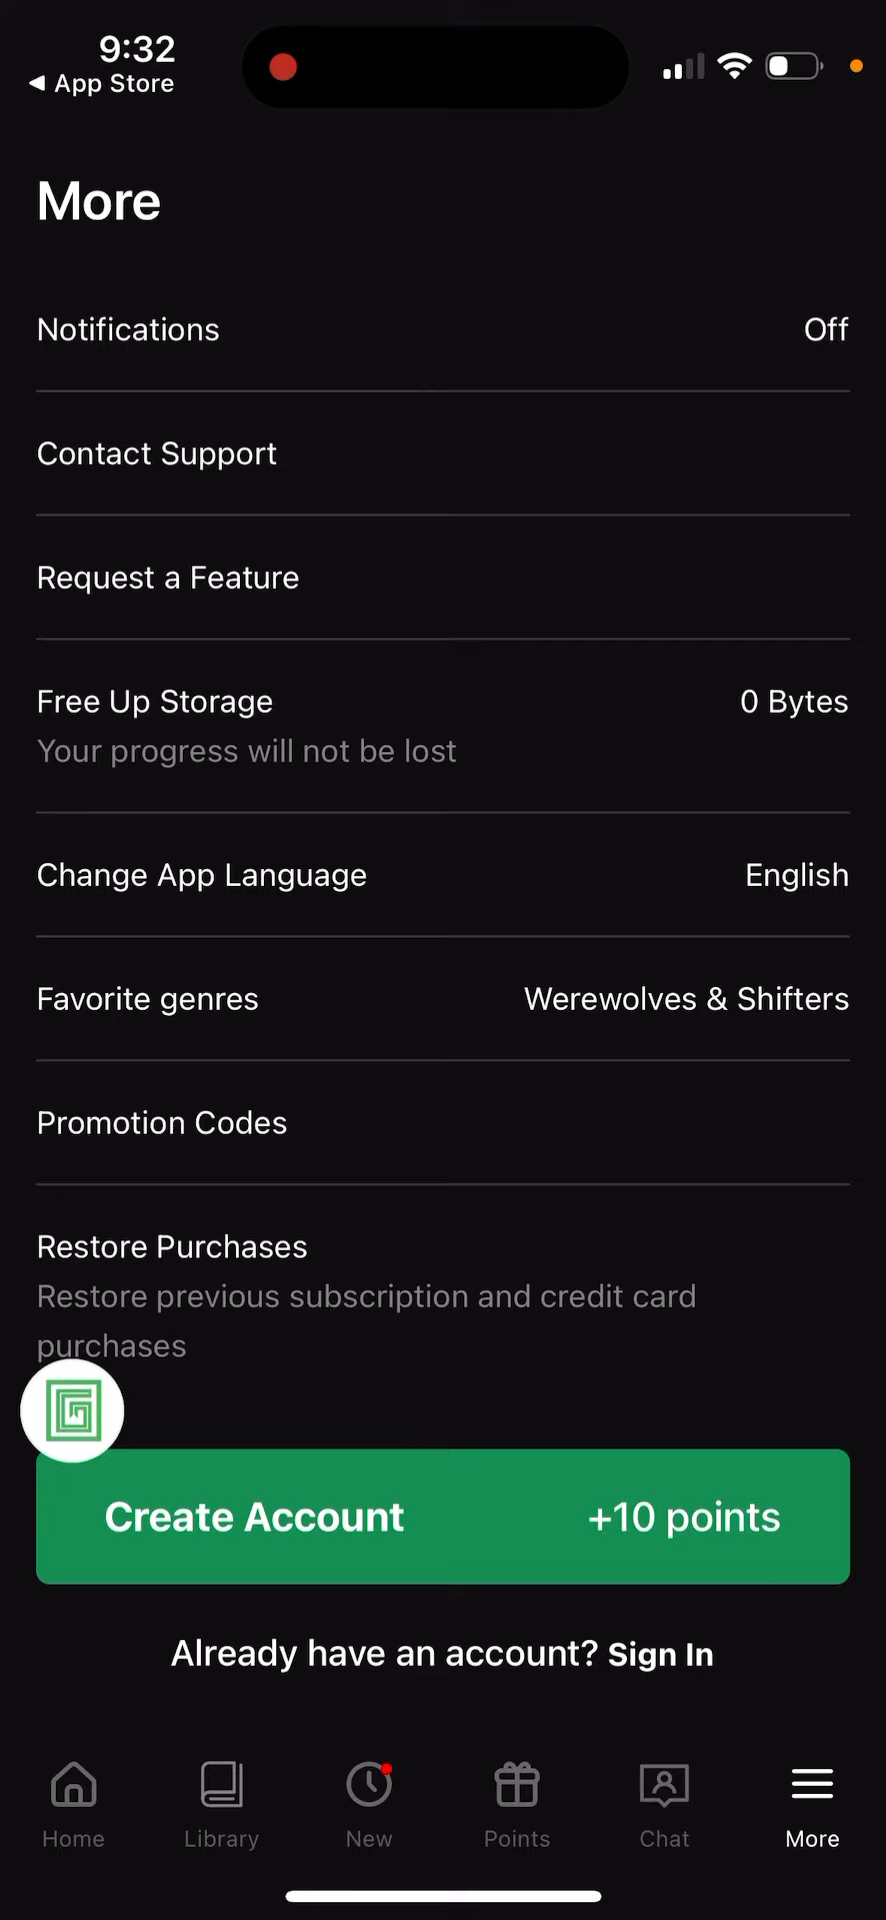 9:32
◀ App Store
More
Notifications Off
Contact Support
Request a Feature
Free Up Storage 0 Bytes
Your progress will not be lost
Change App Language English
Favorite genres Werewolves & Shifters
Promotion Codes
Restore Purchases
Restore previous subscription and credit card
purchases
Create Account +10 points
Already have an account? Sign In
Home Library New Points Chat More